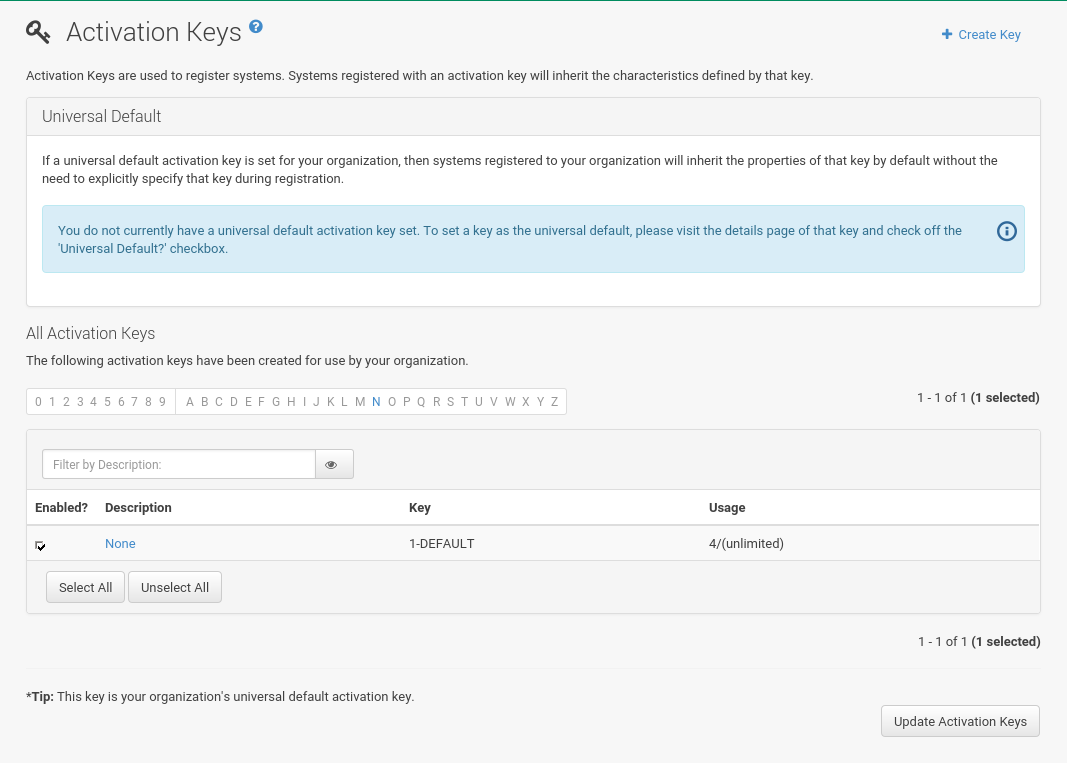 Activation Keys ?
+ Create Key
Activation Keys are used to register systems. Systems registered with an activation key will inherit the characteristics defined by that key.
Universal Default
If a universal default activation key is set for your organization, then systems registered to your organization will inherit the properties of that key by default without the
need to explicitly specify that key during registration.
You do not currently have a universal default activation key set. To set a key as the universal default, please visit the details page of that key and check off the
'Universal Default?' checkbox.
All Activation Keys
The following activation keys have been created for use by your organization.
0 1 2 3 4 5 6 7 8 9 A B C D E F G H I J K L M N O P Q R S T U V W X Y Z
1 - 1 of 1 (1 selected)
Filter by Description:
Enabled? Description Key Usage
None 1-DEFAULT 4/(unlimited)
Select All Unselect All
1 - 1 of 1 (1 selected)
*Tip: This key is your organization's universal default activation key.
Update Activation Keys